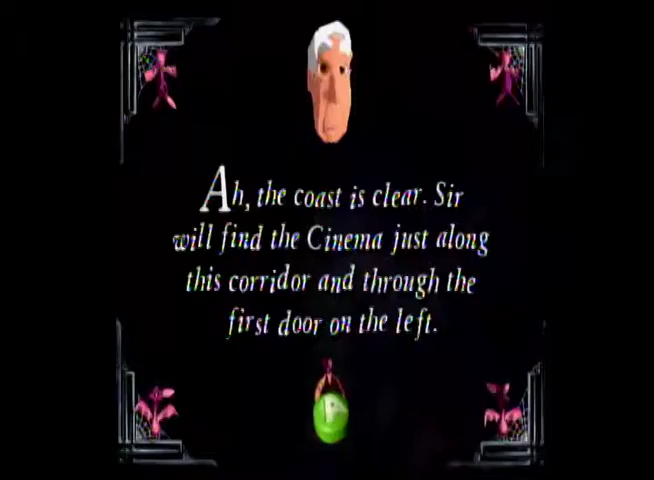 Ah, the coast is clear. Sir
will find the Cinema just along
this corridor and through the
first door on the left.